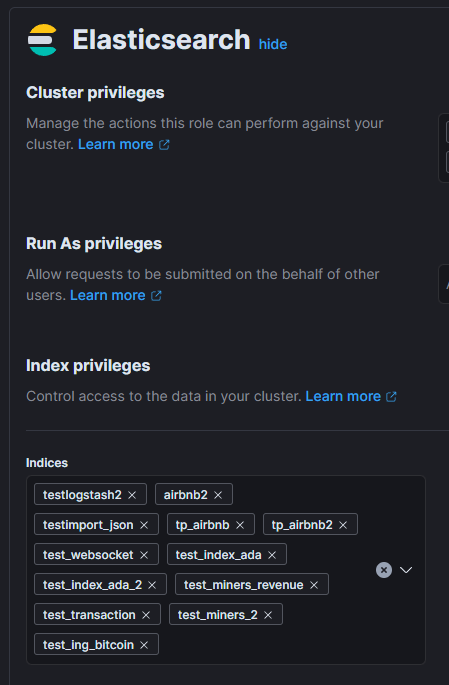 Elasticsearch hide
Cluster privileges
Manage the actions this role can perform against your
cluster. Learn more
Run As privileges
Allow requests to be submitted on the behalf of other
users. Learn more
Index privileges
Control access to the data in your cluster. Learn more
Indices
testlogstash2 airbnb2
testimport_json tp_airbnb tp_airbnb2
test_websocket test_index_ada
test_index_ada_2 test_miners_revenue
test_transaction test_miners_2
test_ing_bitcoin